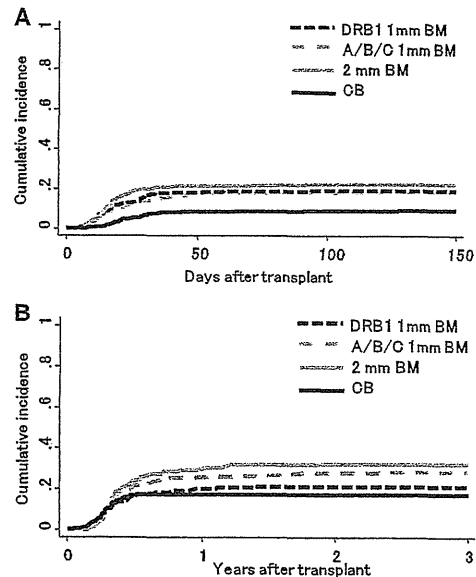 A
1
.8
.6
.4
.2
0
Cumulative incidence
DRB1 1mm BM
A/B/C 1mm BM
2 mm BM
CB
0 50 100 150
Days after transplant
B
1
.8
.6
.4
.2
0
Cumulative incidence
DRB1 1mm BM
A/B/C 1mm BM
2 mm BM
CB
0 1 2 3
Years after transplant